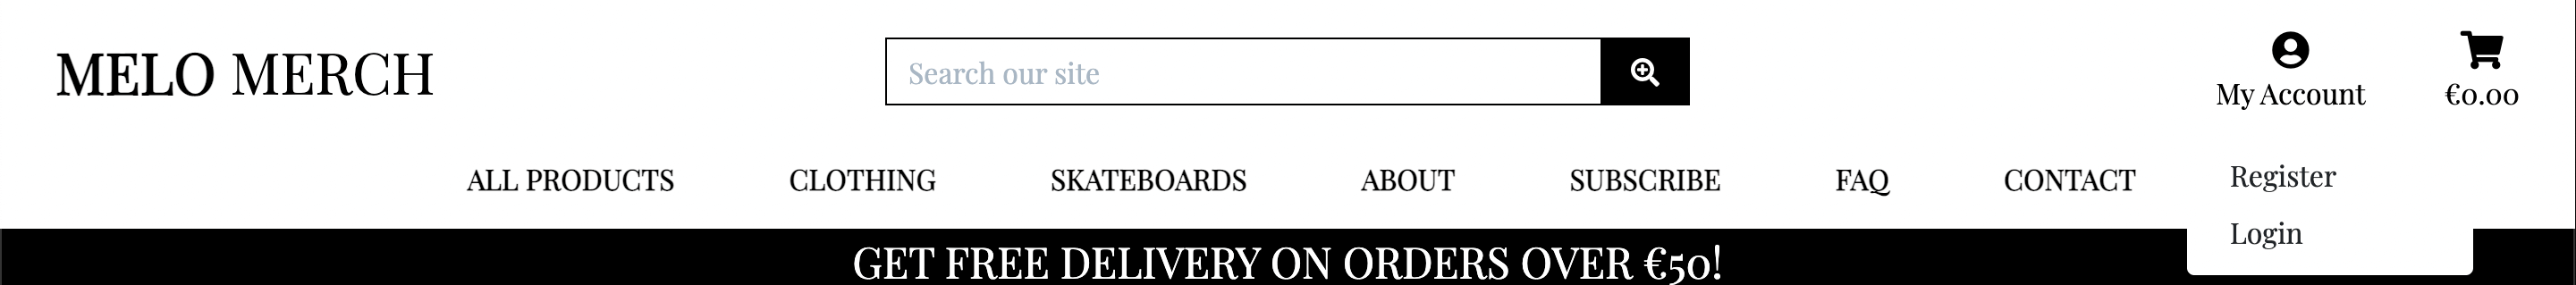 MELO MERCH
Search our site
My Account
€0.00
ALL PRODUCTS
CLOTHING
SKATEBOARDS
ABOUT
SUBSCRIBE
FAQ
CONTACT
Register
Login
GET FREE DELIVERY ON ORDERS OVER €50!